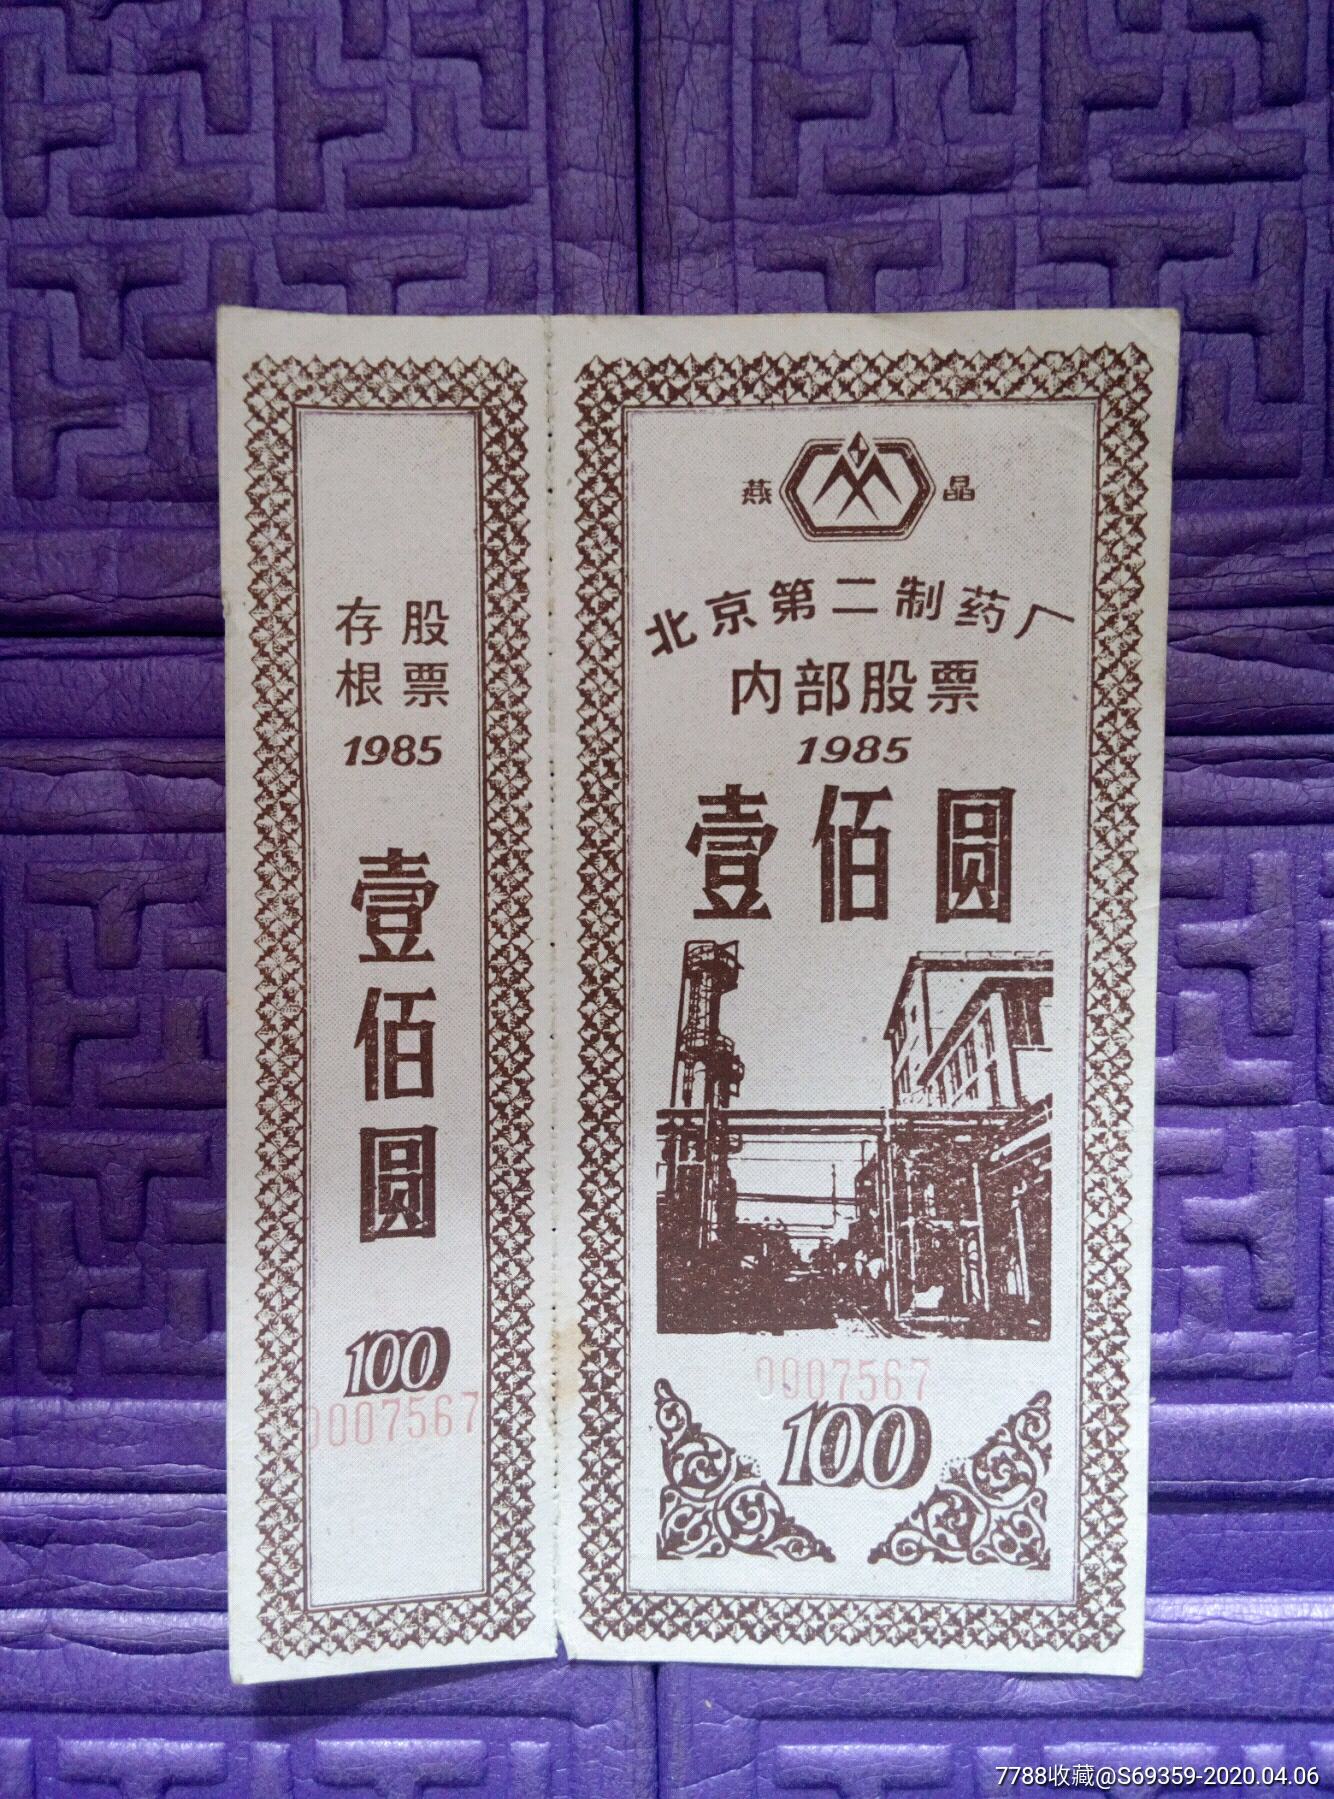 存 股
根 票
1985
壹
佰
圆
100
0007567
燕 晶
北京第二制药厂
内部股票
1985
壹佰圆
0007567
100
7788收藏@S69359-2020.04.06